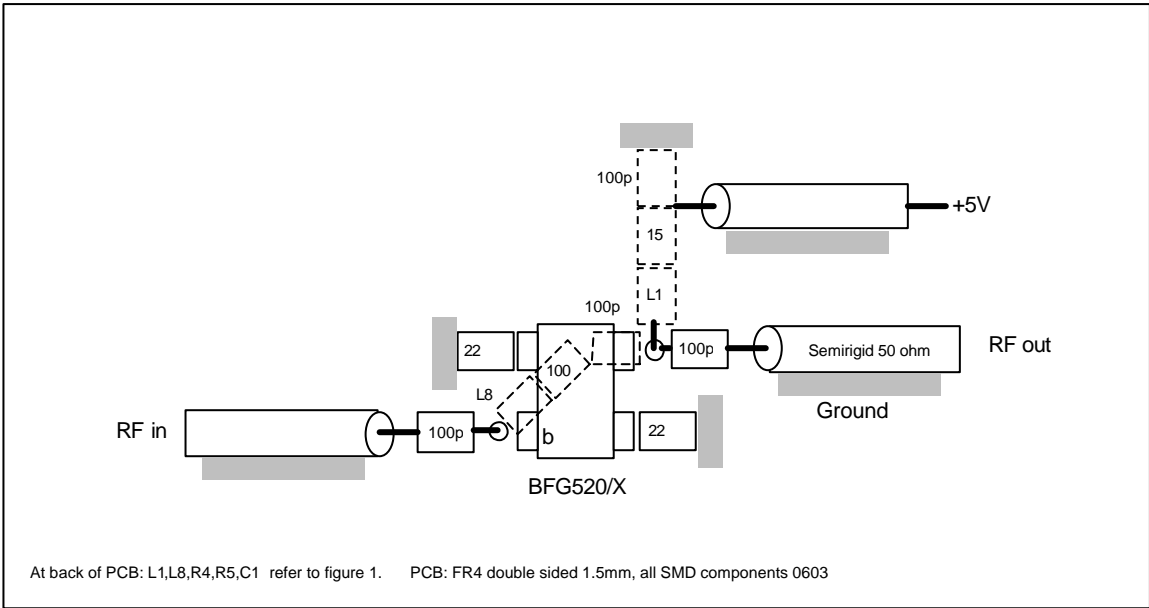 100p
+5V
15
L1
100p
22
100p
Semirigid 50 ohm
RF out
100
L8
Ground
RF in
100p
b
22
BFG520/X
At back of PCB: L1,L8,R4,R5,C1 refer to figure 1. PCB: FR4 double sided 1.5mm, all SMD components 0603